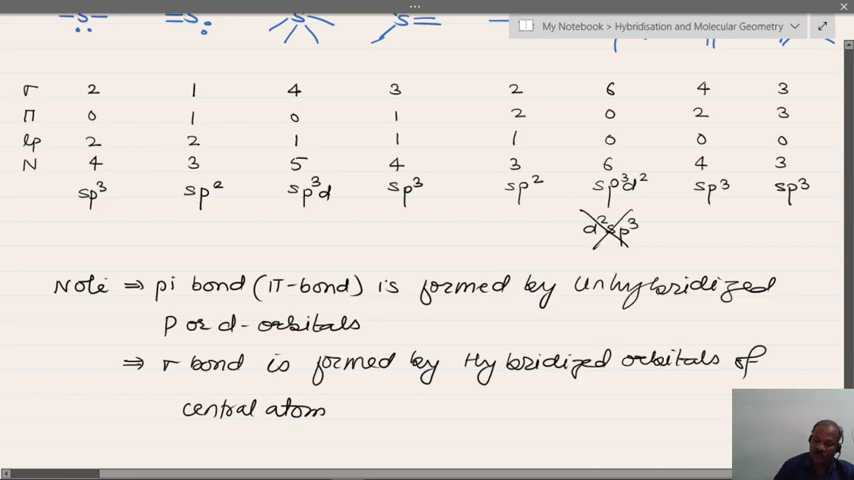 My Notebook > Hybridisation and Molecular Geometry
σ 2 1 4 3 2 6 4 3
π 0 1 0 1 2 0 2 3
lp 2 2 1 1 1 0 0 0
N 4 3 5 4 3 6 4 3
sp³ sp² sp³d sp³ sp² sp³d² sp³ sp³
d²sp³
Note ⇒ pi bond (π-bond) is formed by Unhybridized
P or d-orbitals
⇒ σ bond is formed by Hybridized orbitals of
central atom